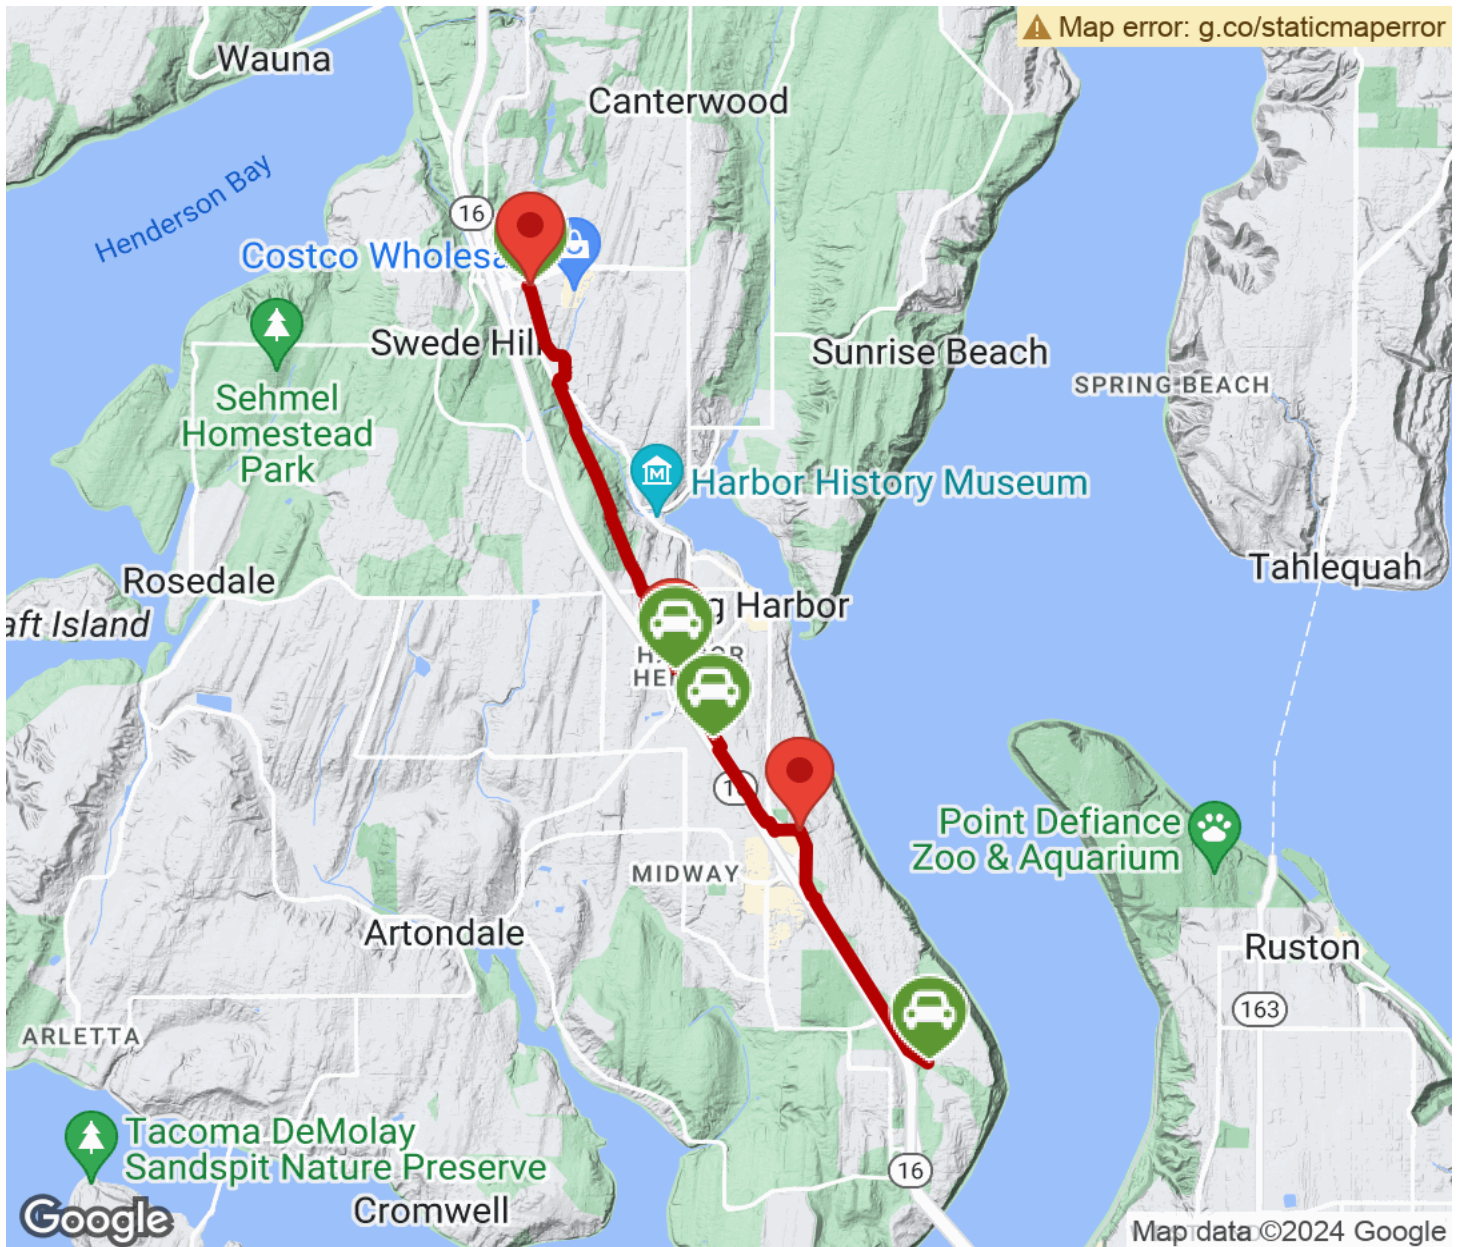 Map error: g.co/staticmaperror
Wauna
Canterwood
Henderson Bay
16
Costco Wholesa
Swede Hill
Sunrise Beach
SPRING BEACH
Sehmel
Homestead
Park
Harbor History Museum
Tahlequah
Rosedale
aft Island
g Harbor
16
Point Defiance
Zoo & Aquarium
MIDWAY
Artondale
Ruston
163
ARLETTA
Tacoma DeMolay
Sandspit Nature Preserve
16
Cromwell
Google
Map data ©2024 Google